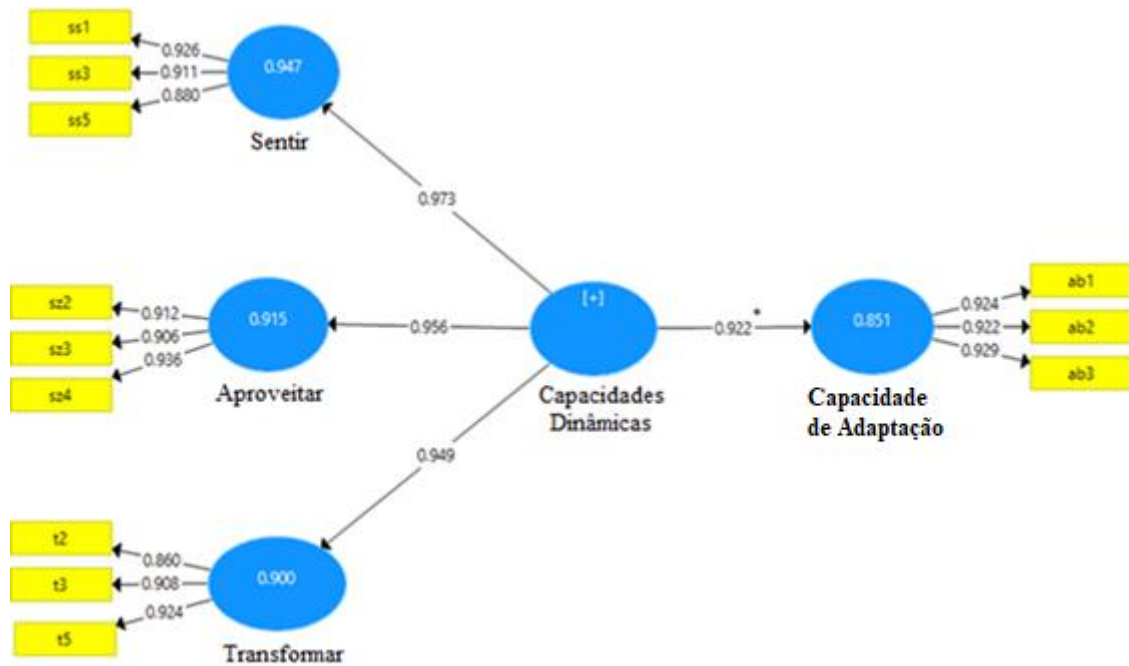 ss1
0.926
ss3
0.911
ss5
0.880
0.947
Sentir
0.973
sz2
0.912
sz3
0.906
sz4
0.936
0.915
Aproveitar
0.956
[+]
Capacidades
Dinâmicas
0.922*
0.851
Capacidade
de Adaptação
0.924
ab1
0.922
ab2
0.929
ab3
0.949
t2
0.860
t3
0.908
t5
0.924
0.900
Transformar